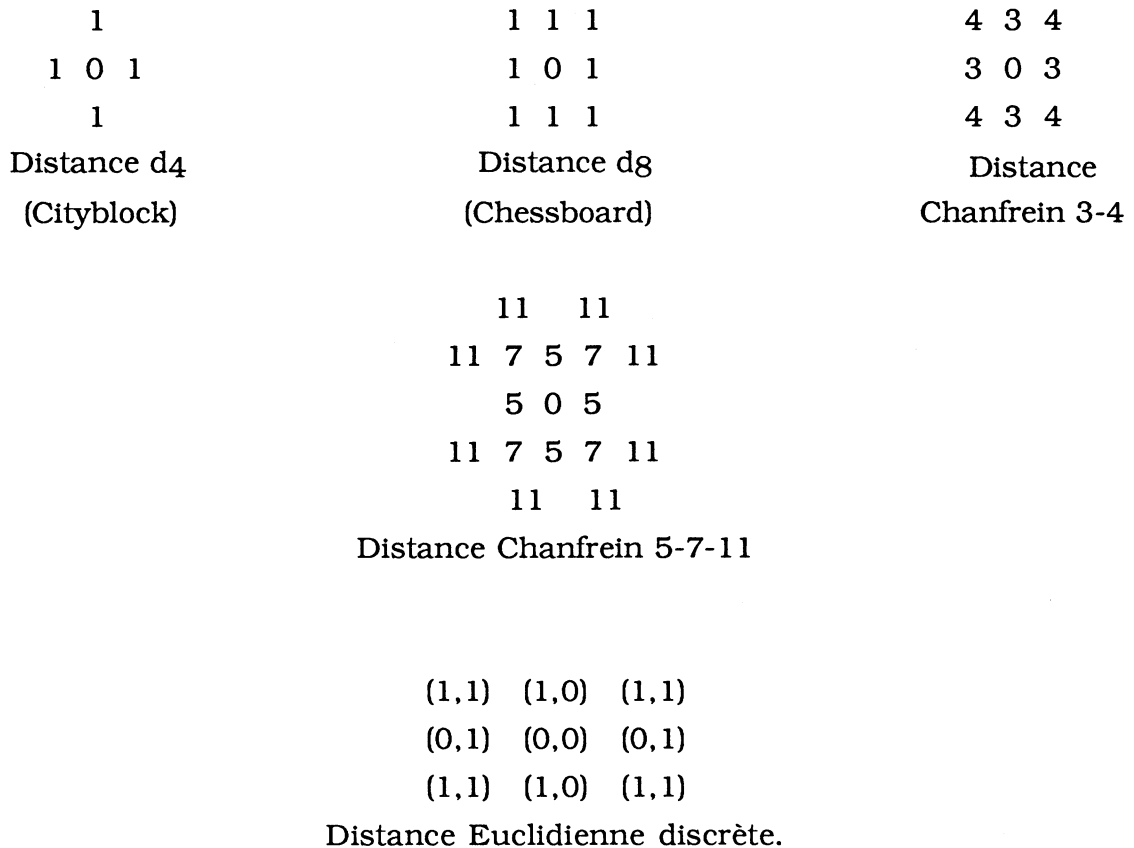 1
1 0 1
1
Distance d4
(Cityblock)
1 1 1
1 0 1
1 1 1
Distance d8
(Chessboard)
4 3 4
3 0 3
4 3 4
Distance
Chanfrein 3-4
11 11
11 7 5 7 11
5 0 5
11 7 5 7 11
11 11
Distance Chanfrein 5-7-11
(1,1) (1,0) (1,1)
(0,1) (0,0) (0,1)
(1,1) (1,0) (1,1)
Distance Euclidienne discrète.